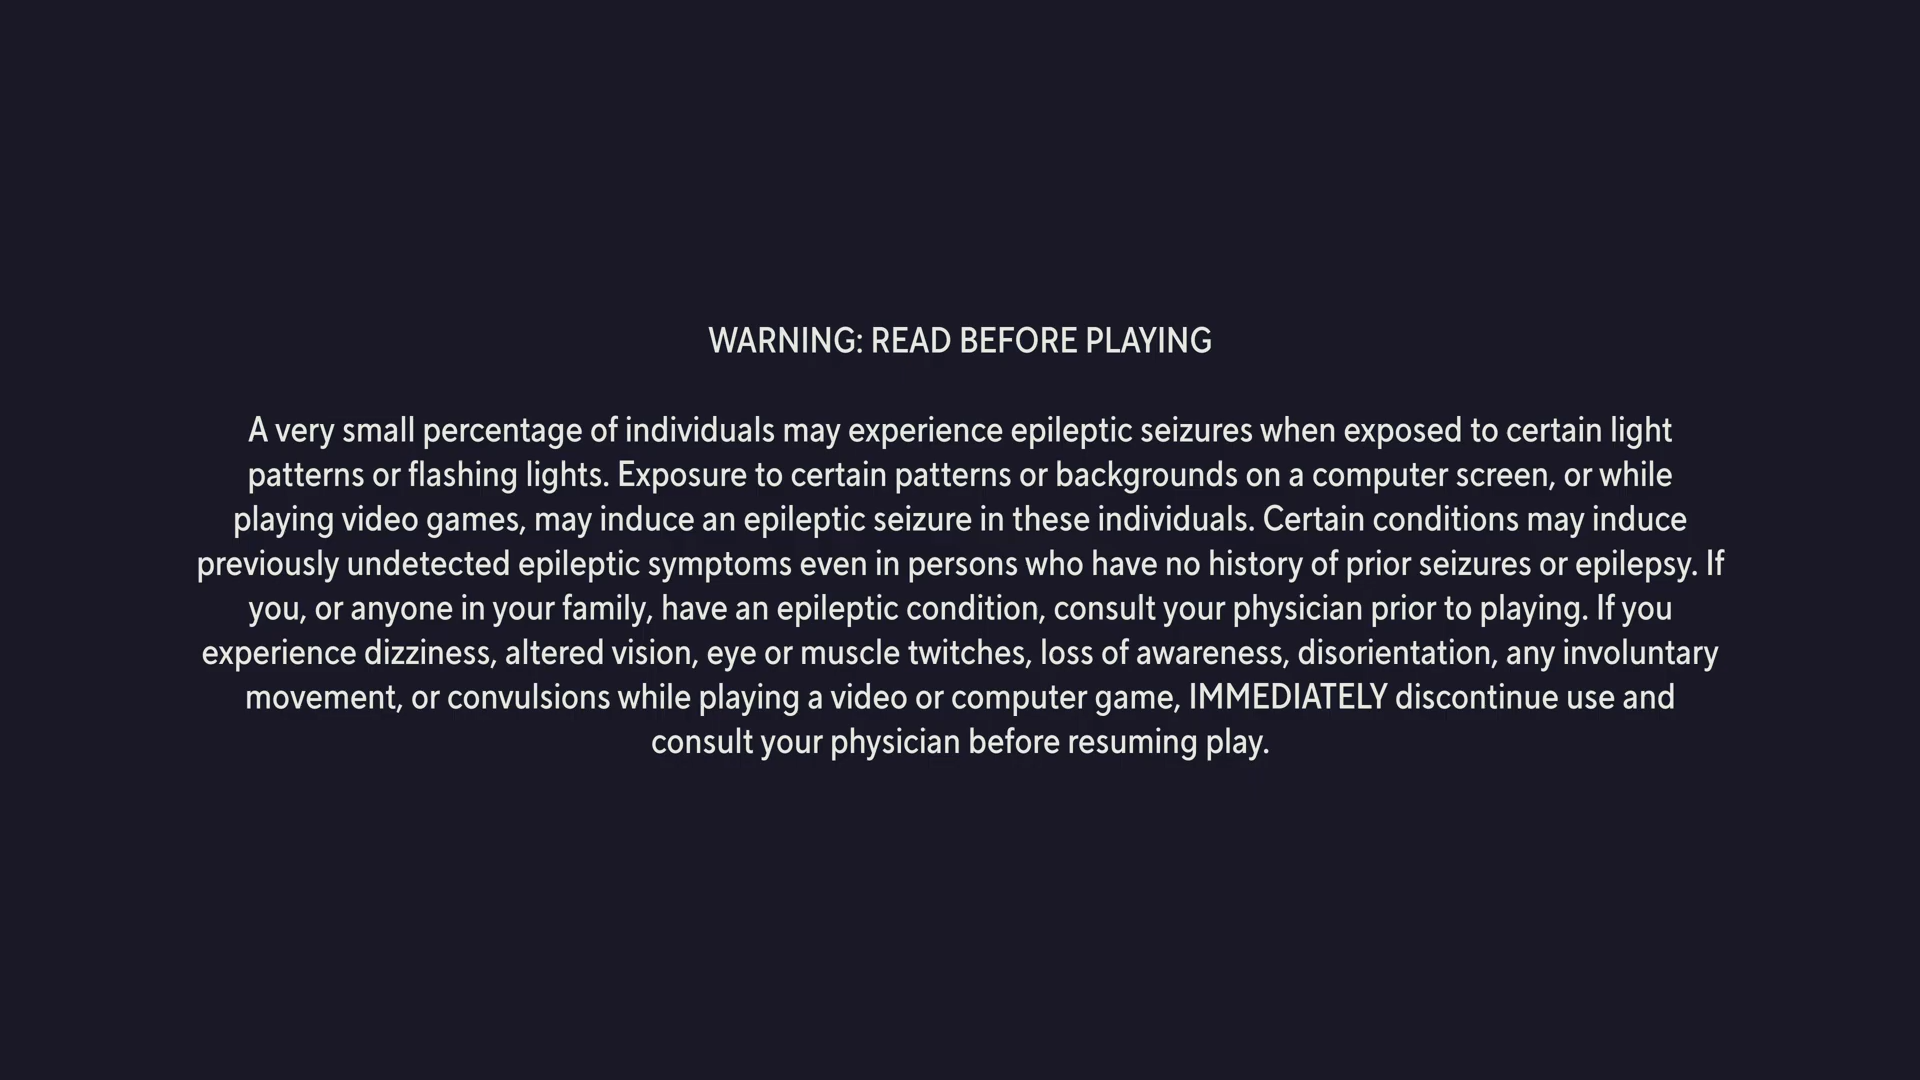 WARNING: READ BEFORE PLAYING
A very small percentage of individuals may experience epileptic seizures when exposed to certain light
patterns or flashing lights. Exposure to certain patterns or backgrounds on a computer screen, or while
playing video games, may induce an epileptic seizure in these individuals. Certain conditions may induce
previously undetected epileptic symptoms even in persons who have no history of prior seizures or epilepsy. If
you, or anyone in your family, have an epileptic condition, consult your physician prior to playing. If you
experience dizziness, altered vision, eye or muscle twitches, loss of awareness, disorientation, any involuntary
movement, or convulsions while playing a video or computer game, IMMEDIATELY discontinue use and
consult your physician before resuming play.